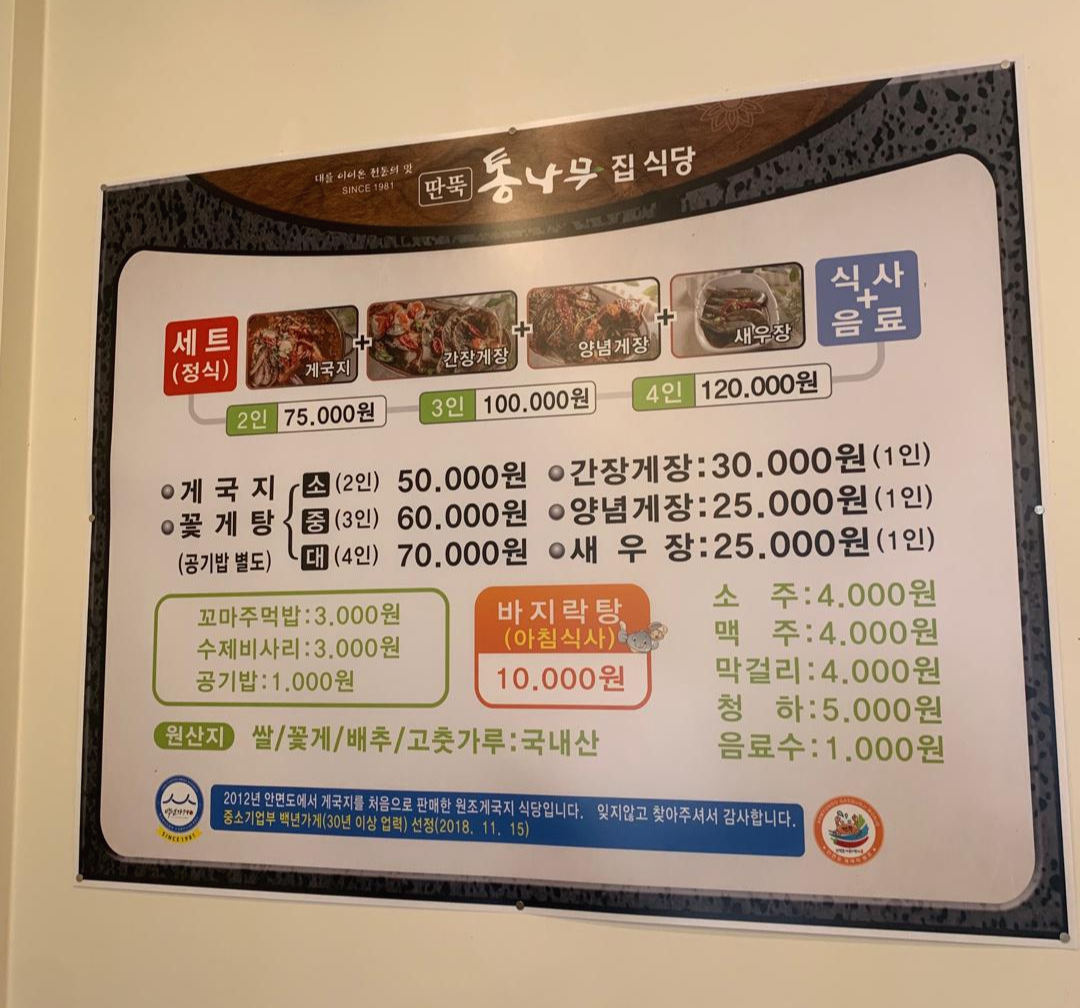 대를 이어온 전통의 맛
SINCE 1981
딴뚝 통나무집식당
세트
(정식)
게국지 + 간장게장 + 양념게장 + 새우장
식사
+
음료
2인 75.000원 3인 100.000원 4인 120.000원
게국지
꽃게탕
(공기밥 별도)
소 (2인) 50.000원
중 (3인) 60.000원
대 (4인) 70.000원
간장게장:30.000원(1인)
양념게장:25.000원(1인)
새우장:25.000원(1인)
꼬마주먹밥:3.000원
수제비사리:3.000원
공기밥:1.000원
바지락탕
(아침식사)
10.000원
소주:4.000원
맥주:4.000원
막걸리:4.000원
청하:5.000원
음료수:1.000원
원산지 쌀/꽃게/배추/고춧가루:국내산
백년가게
SINCE 1981
2012년 안면도에서 게국지를 처음으로 판매한 원조게국지 식당입니다. 잊지않고 찾아주셔서 감사합니다.
중소기업부 백년가게(30년 이상 업력) 선정(2018. 11. 15)